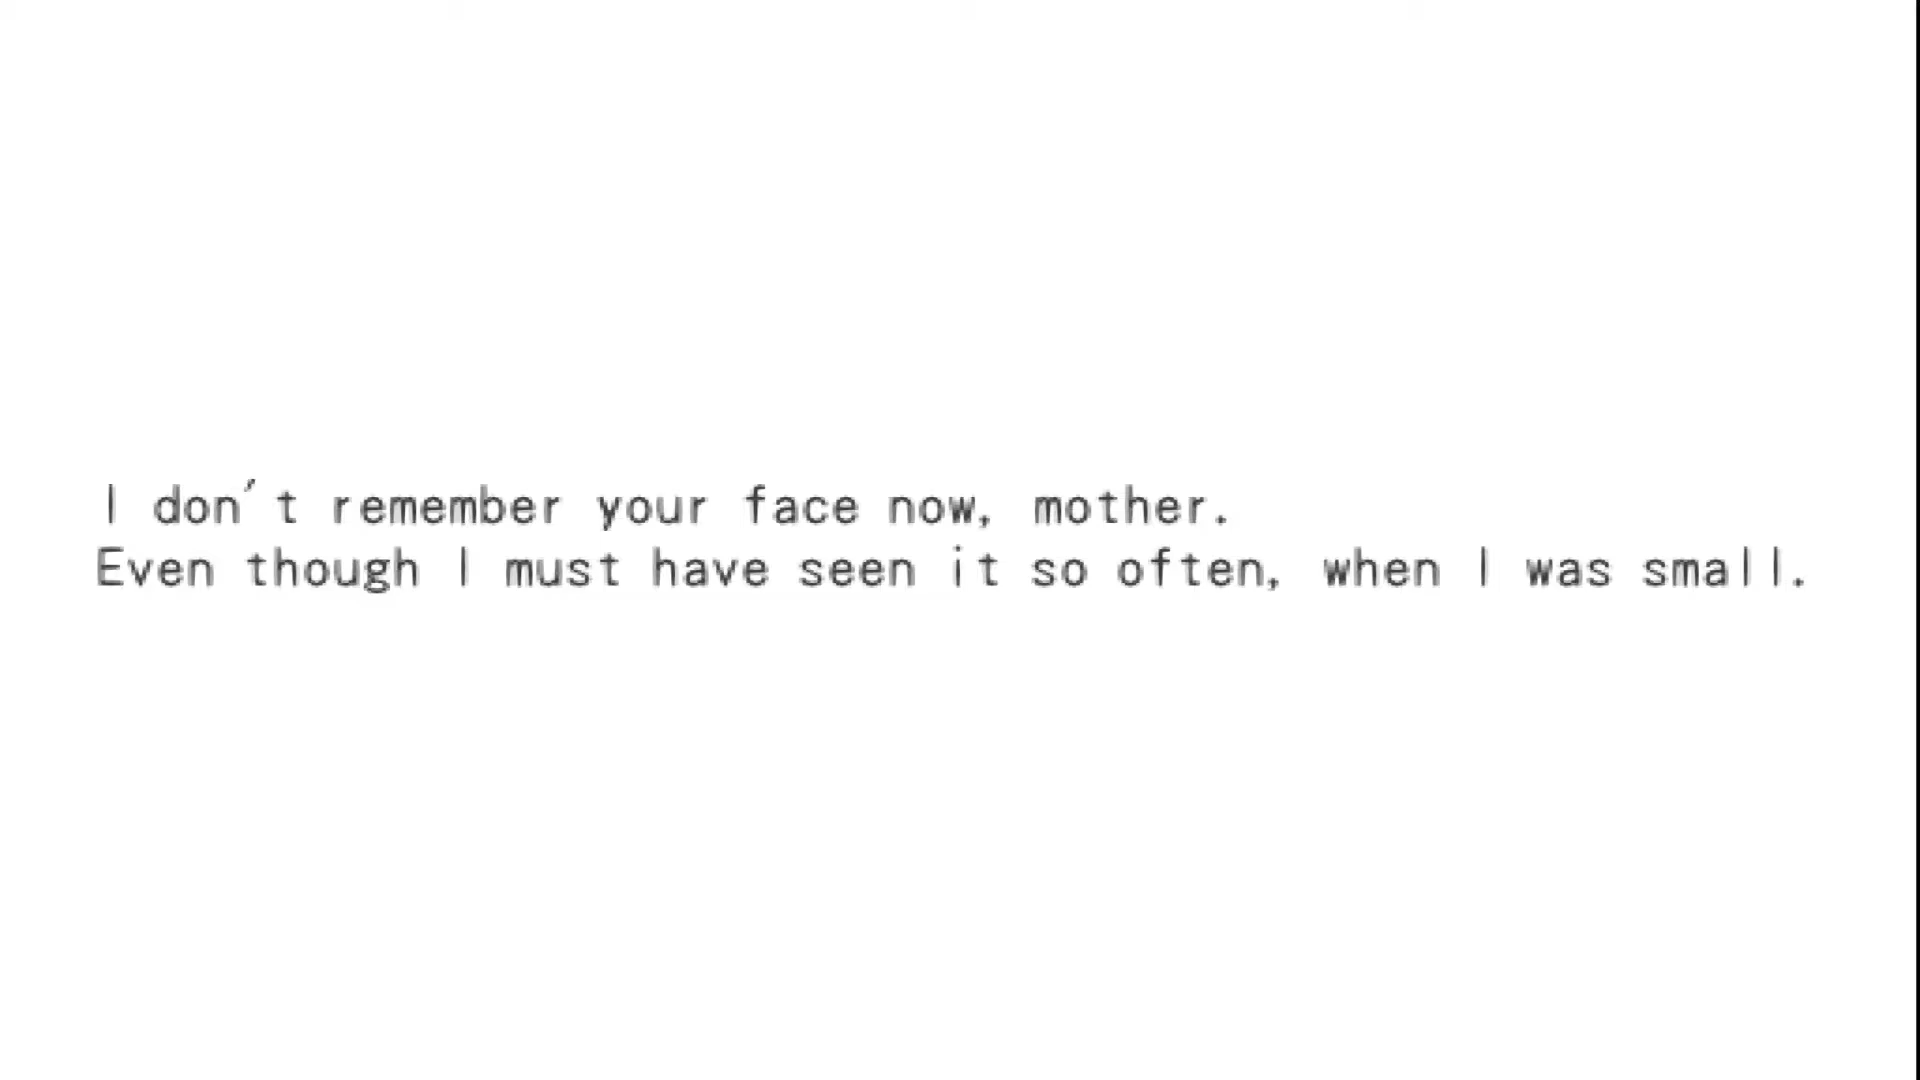 I don't remember your face now, mother.
Even though I must have seen it so often, when I was small.